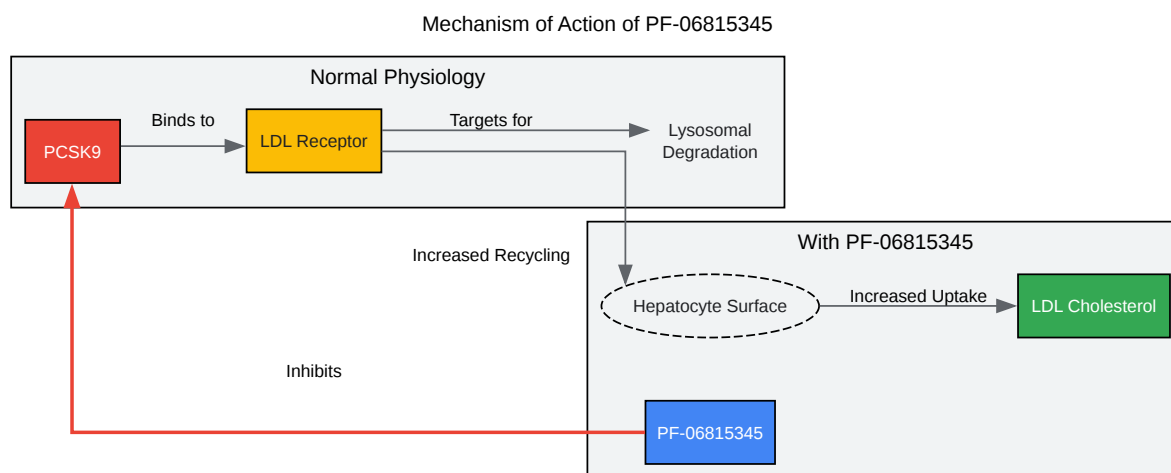 Mechanism of Action of PF-06815345
Normal Physiology
PCSK9
Binds to
LDL Receptor
Targets for
Lysosomal
Degradation
Increased Recycling
With PF-06815345
Hepatocyte Surface
Increased Uptake
LDL Cholesterol
Inhibits
PF-06815345